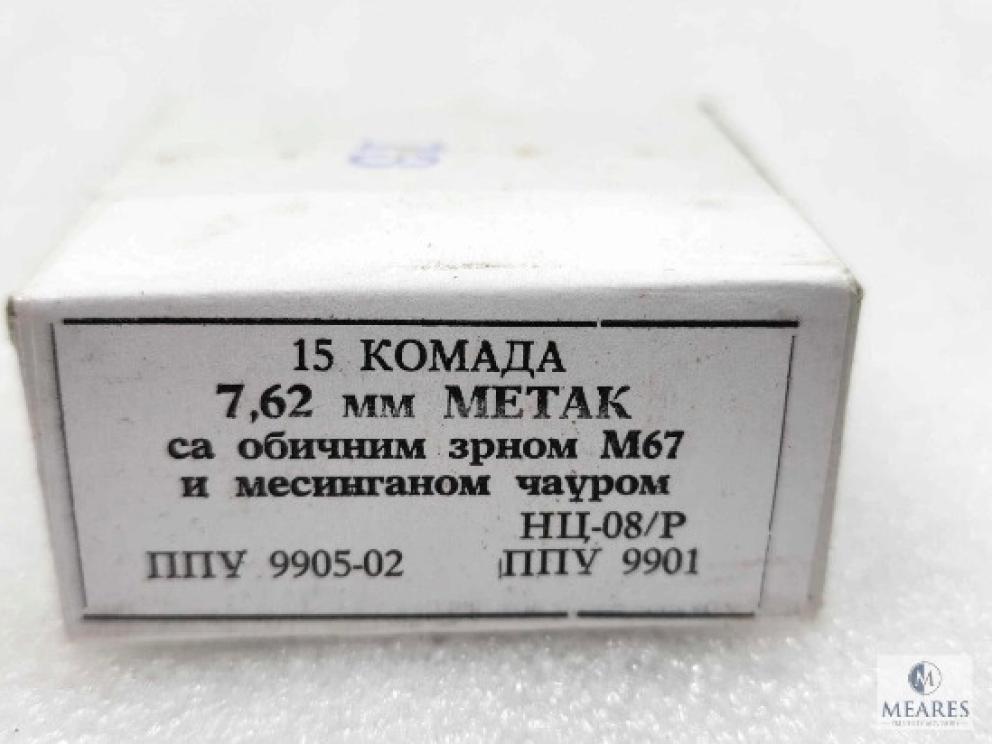 15 КОМАДА
7,62 мм МЕТАК
са обичним зрном М67
и месинганом чауром
НЦ-08/Р
ППУ 9905-02 ППУ 9901
MEARES